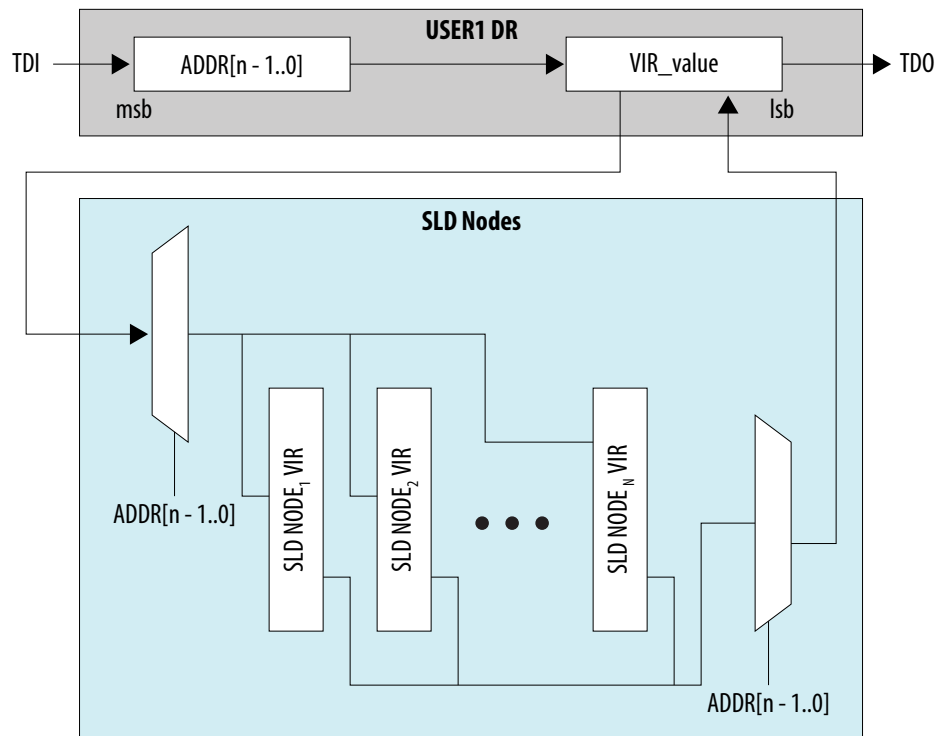 USER1 DR
TDI
ADDR[n - 1..0]
VIR_value
TDO
msb
lsb
SLD Nodes
SLD NODE1 VIR
SLD NODE2 VIR
SLD NODEN VIR
ADDR[n - 1..0]
ADDR[n - 1..0]